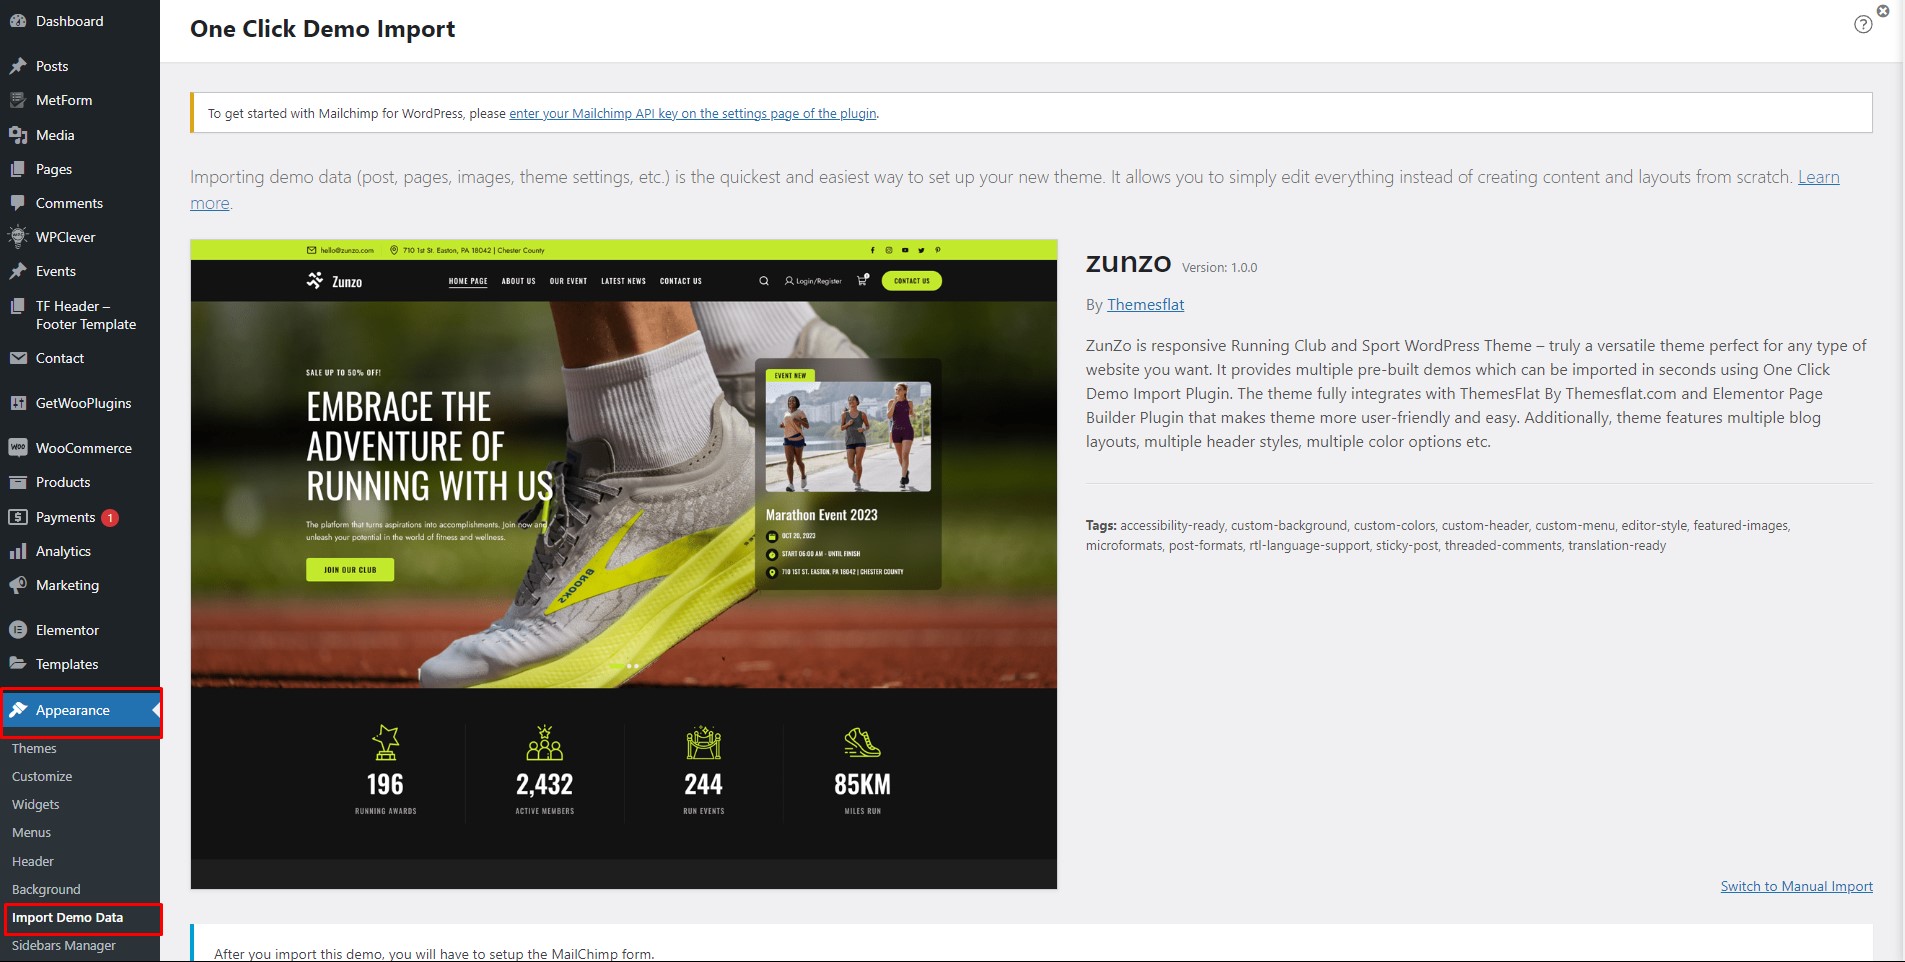 Dashboard
Posts
MetForm
Media
Pages
Comments
WPClever
Events
TF Header –
Footer Template
Contact
GetWooPlugins
WooCommerce
Products
Payments 1
Analytics
Marketing
Elementor
Templates
Appearance
Themes
Customize
Widgets
Menus
Header
Background
Import Demo Data
Sidebars Manager
One Click Demo Import
To get started with Mailchimp for WordPress, please enter your Mailchimp API key on the settings page of the plugin.
Importing demo data (post, pages, images, theme settings, etc.) is the quickest and easiest way to set up your new theme. It allows you to simply edit everything instead of creating content and layouts from scratch. Learn
more.
hello@zunzo.com 710 1st St. Easton, PA 18042 | Chester County
Zunzo HOME PAGE ABOUT US OUR EVENT LATEST NEWS CONTACT US Login/Register CONTACT US
SALE UP TO 50% OFF!
EMBRACE THE
ADVENTURE OF
RUNNING WITH US
The platform that turns aspirations into accomplishments. Join now and
unleash your potential in the world of fitness and wellness.
JOIN OUR CLUB
BROOKS
EVENT NEW
Marathon Event 2023
OCT 20, 2023
START 06:00 AM - UNTIL FINISH
710 1ST ST. EASTON, PA 18042 | CHESTER COUNTY
196
RUNNING AWARDS
2,432
ACTIVE MEMBERS
244
RUN EVENTS
85KM
MILES RUN
zunzo Version: 1.0.0
By Themesflat
ZunZo is responsive Running Club and Sport WordPress Theme – truly a versatile theme perfect for any type of
website you want. It provides multiple pre-built demos which can be imported in seconds using One Click
Demo Import Plugin. The theme fully integrates with ThemesFlat By Themesflat.com and Elementor Page
Builder Plugin that makes theme more user-friendly and easy. Additionally, theme features multiple blog
layouts, multiple header styles, multiple color options etc.
Tags: accessibility-ready, custom-background, custom-colors, custom-header, custom-menu, editor-style, featured-images,
microformats, post-formats, rtl-language-support, sticky-post, threaded-comments, translation-ready
Switch to Manual Import
After you import this demo, you will have to setup the MailChimp form.